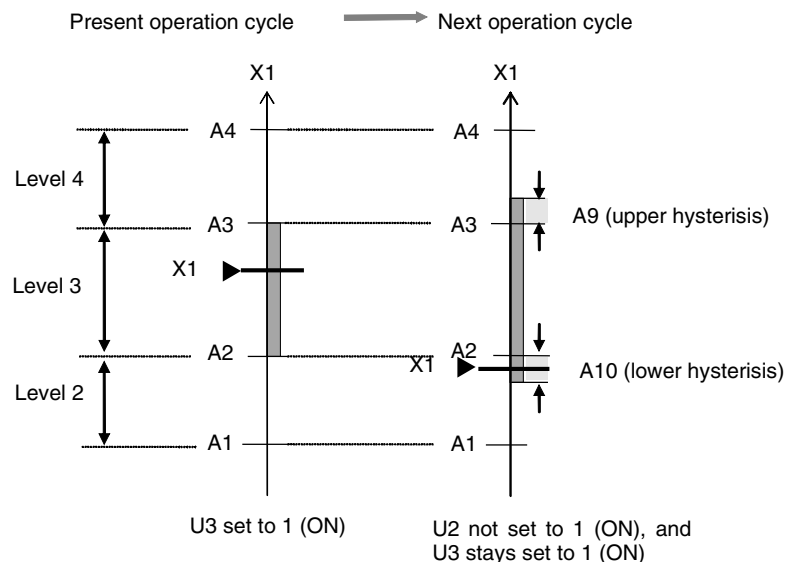 Present operation cycle Next operation cycle
X1 X1
A4 A4
Level 4
A3 A3 A9 (upper hysterisis)
X1
Level 3
A2 A2
X1 A10 (lower hysterisis)
Level 2
A1 A1
U3 set to 1 (ON) U2 not set to 1 (ON), and
U3 stays set to 1 (ON)